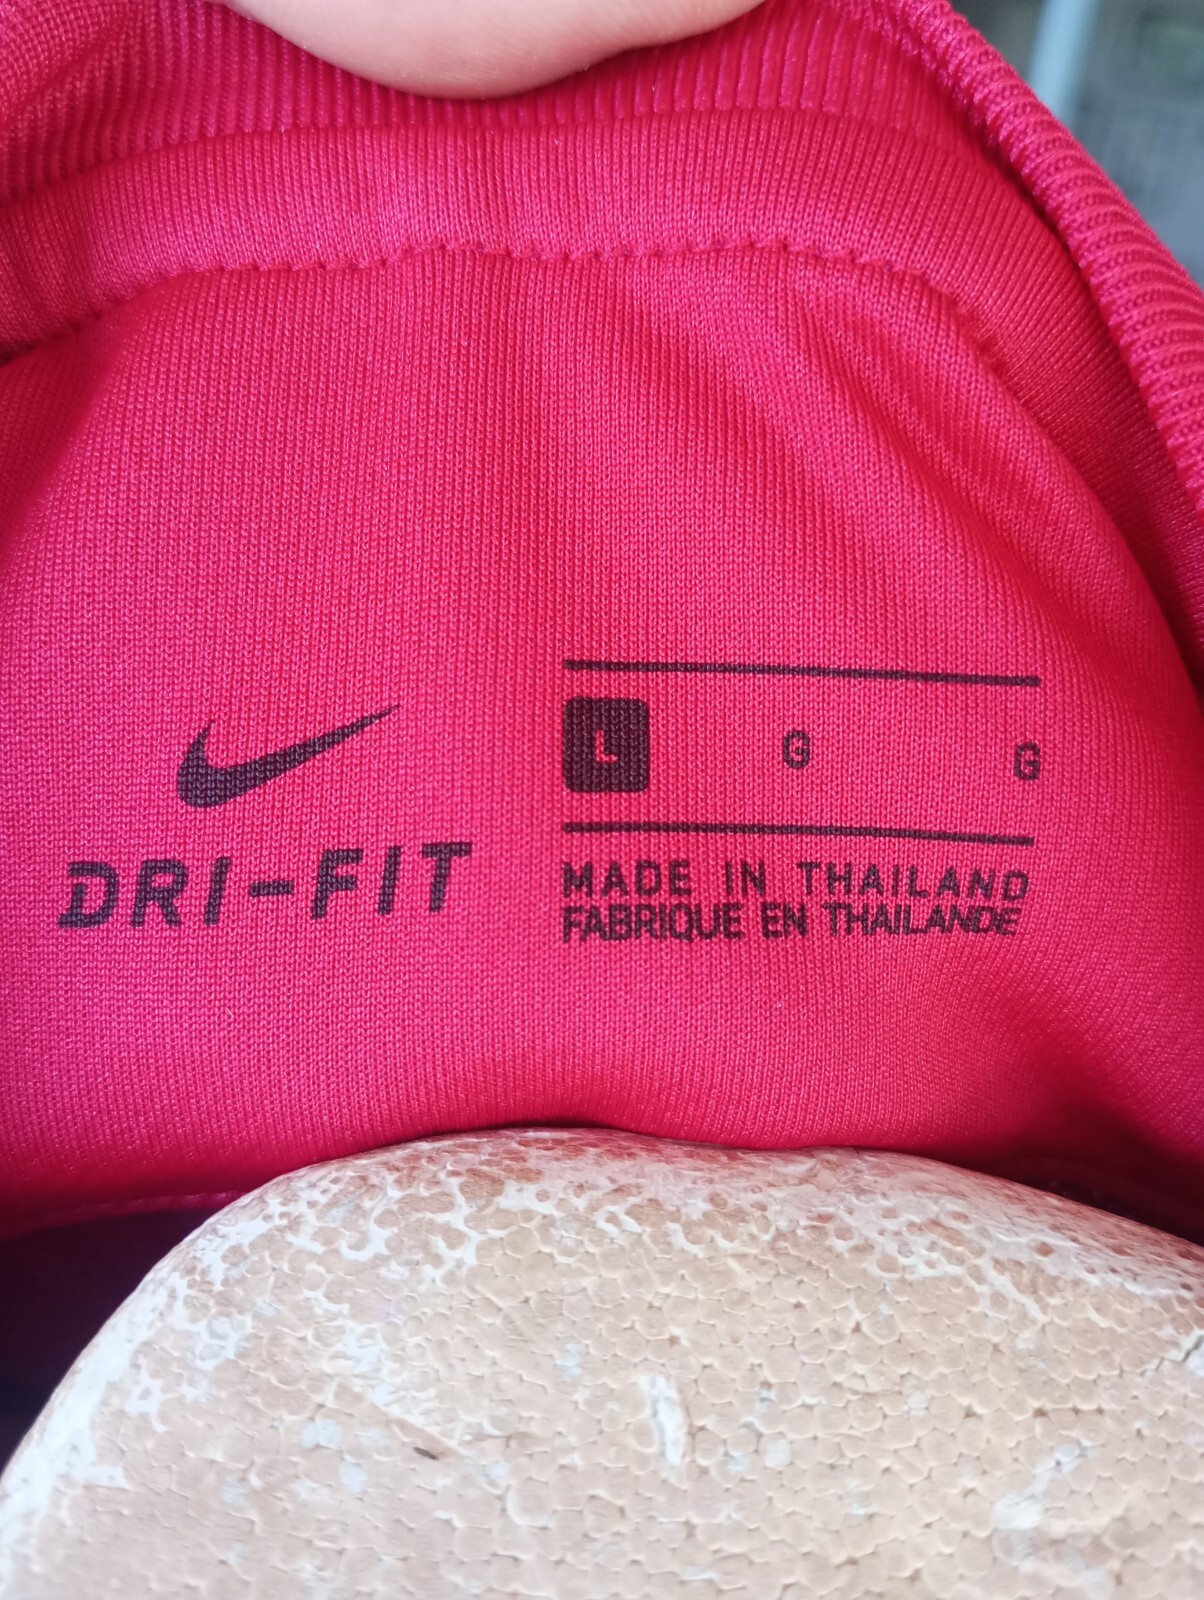 DRI-FIT
L G G
MADE IN THAILAND
FABRIQUE EN THAILANDE